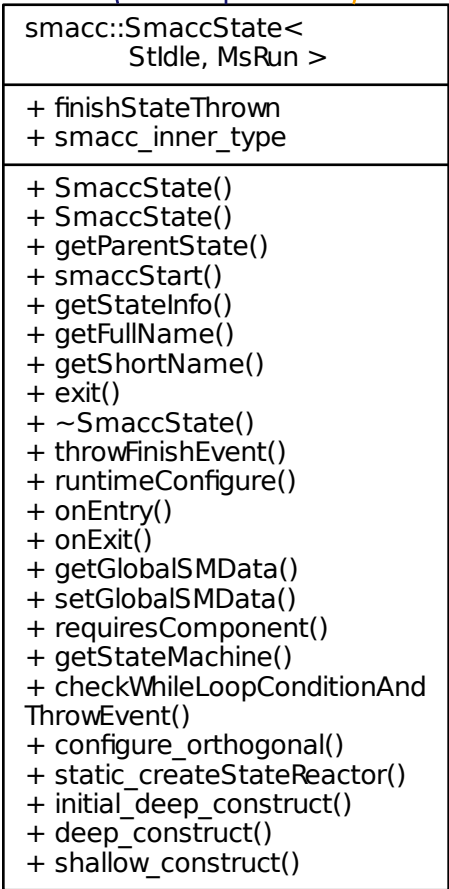 smacc::SmaccState<
StIdle, MsRun >
+ finishStateThrown
+ smacc_inner_type
+ SmaccState()
+ SmaccState()
+ getParentState()
+ smaccStart()
+ getStateInfo()
+ getFullName()
+ getShortName()
+ exit()
+ ~SmaccState()
+ throwFinishEvent()
+ runtimeConfigure()
+ onEntry()
+ onExit()
+ getGlobalSMData()
+ setGlobalSMData()
+ requiresComponent()
+ getStateMachine()
+ checkWhileLoopConditionAnd
ThrowEvent()
+ configure_orthogonal()
+ static_createStateReactor()
+ initial_deep_construct()
+ deep_construct()
+ shallow_construct()